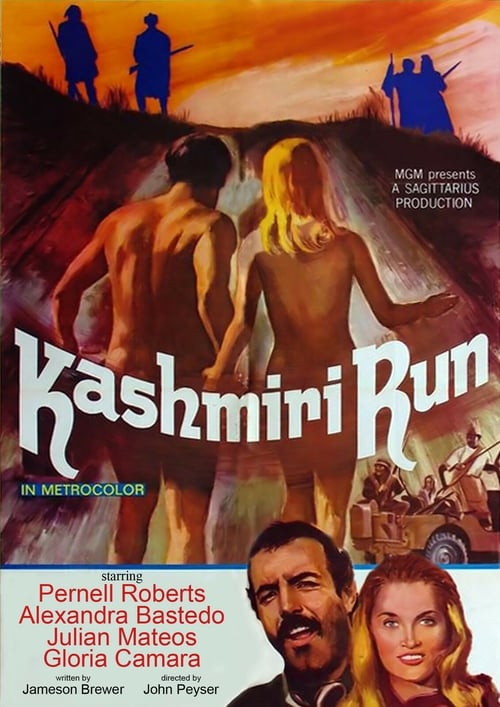 MGM presents
A SAGITTARIUS
PRODUCTION
Kashmiri Run
IN METROCOLOR
starring
Pernell Roberts
Alexandra Bastedo
Julian Mateos
Gloria Camara
written by directed by
Jameson Brewer John Peyser